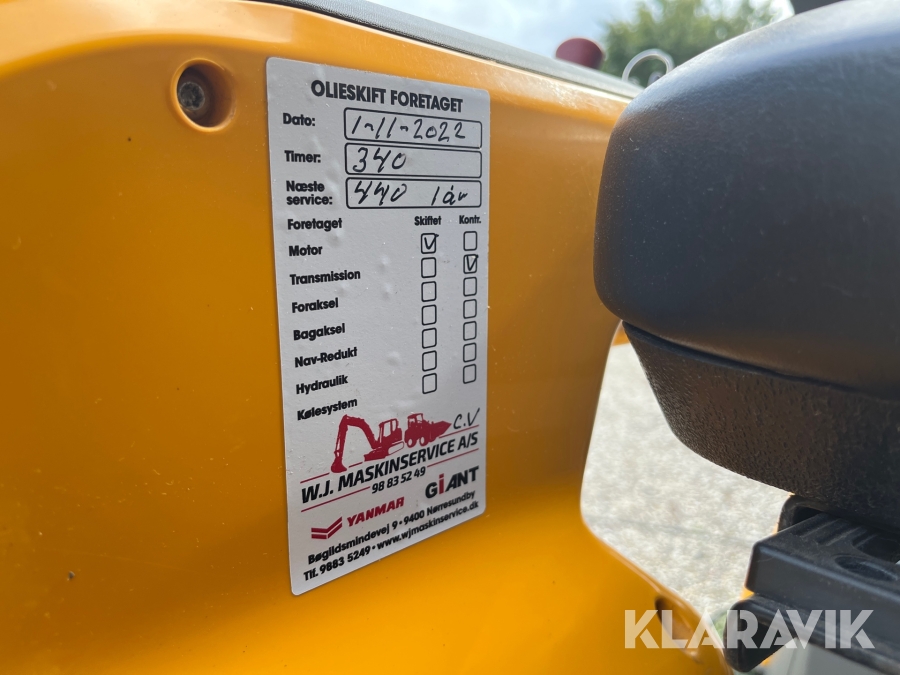 OLIESKIFT FORETAGET
Dato: 1-11-2022
Timer: 340
Næste service: 440 1 år
Foretaget Skiftet Kontr.
Motor V
Transmission V
Foraksel
Bagaksel
Nav-Redukt
Hydraulik
Kølesystem
C.V
W.J. MASKINSERVICE A/S
98 83 52 49
YANMAR GiANT
Bøgildsmindevej 9 • 9400 Nørresundby
Tlf. 9883 5249 • www.wjmaskinservice.dk
KLARAVIK